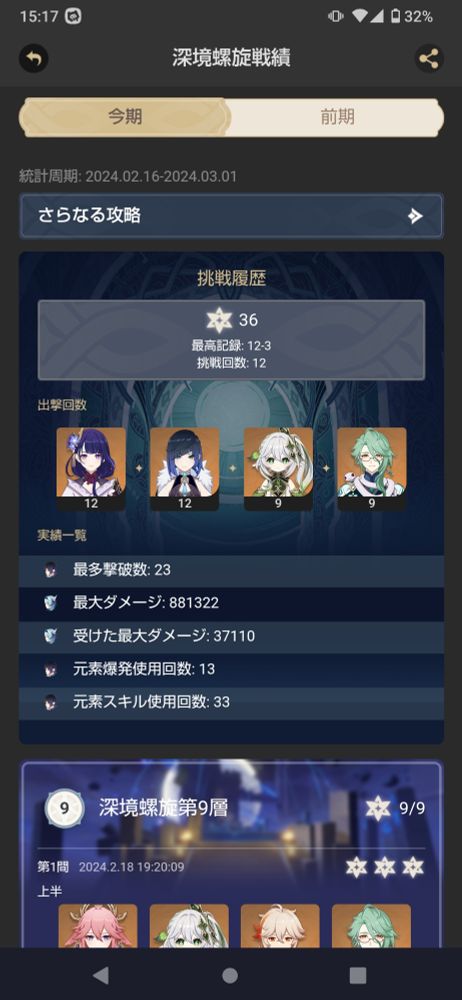 15:17
32%
深境螺旋戦績
今期
前期
統計周期: 2024.02.16-2024.03.01
さらなる攻略
挑戦履歴
36
最高記録: 12-3
挑戦回数: 12
出撃回数
12
12
9
9
実績一覧
最多撃破数: 23
最大ダメージ: 881322
受けた最大ダメージ: 37110
元素爆発使用回数: 13
元素スキル使用回数: 33
9
深境螺旋第9層
9/9
第1間 2024.2.18 19:20:09
上半